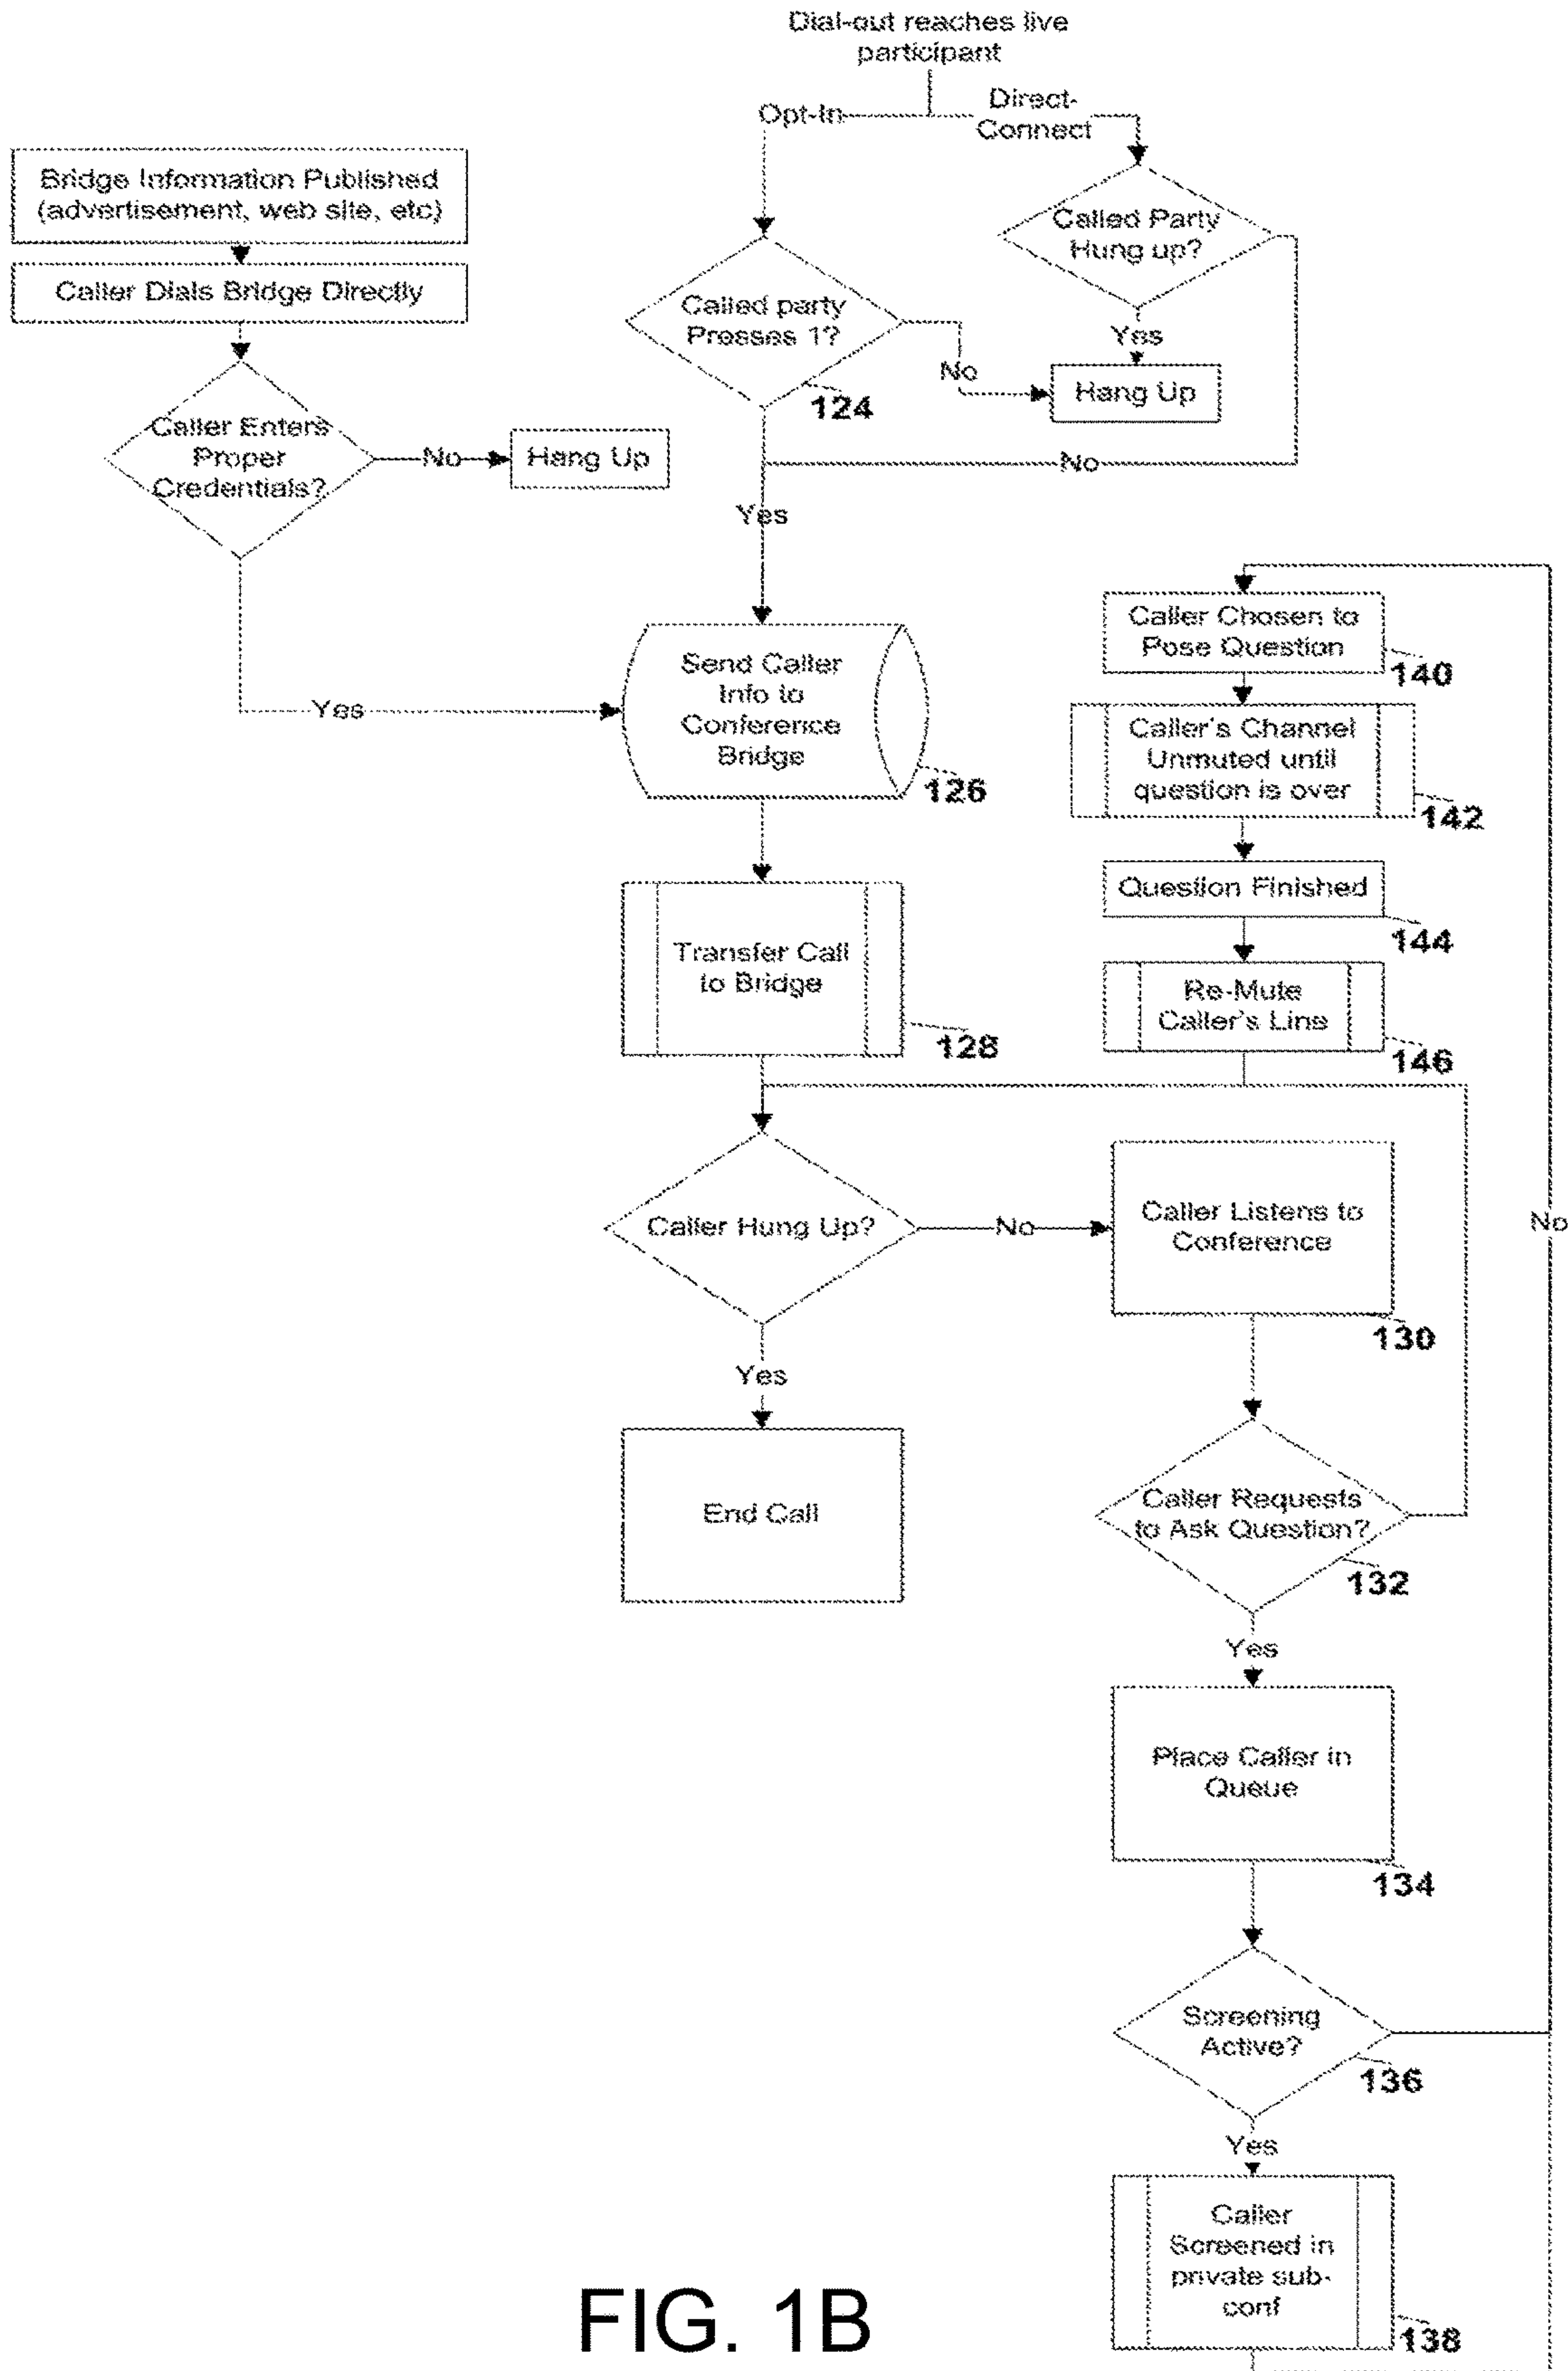 Dial-out reaches live
participant
Opt-In
Direct-
Connect
Bridge Information Published
(advertisement, web site, etc)
Caller Dials Bridge Directly
Caller Enters
Proper
Credentials?
No
Hang Up
Yes
Called party
Presses 1?
124
No
Called Party
Hung up?
Yes
Hang Up
No
Yes
Send Caller
Info to
Conference
Bridge
126
Transfer Call
to Bridge
128
Caller Hung Up?
No
Yes
End Call
Caller Chosen to
Pose Question
140
Caller's Channel
Unmuted until
question is over
142
Question Finished
144
Re-Mute
Caller's Line
146
Caller Listens to
Conference
130
Caller Requests
to Ask Question?
132
Yes
Place Caller in
Queue
134
Screening
Active?
136
No
Yes
Caller
Screened in
private sub-
conf
138
FIG. 1B